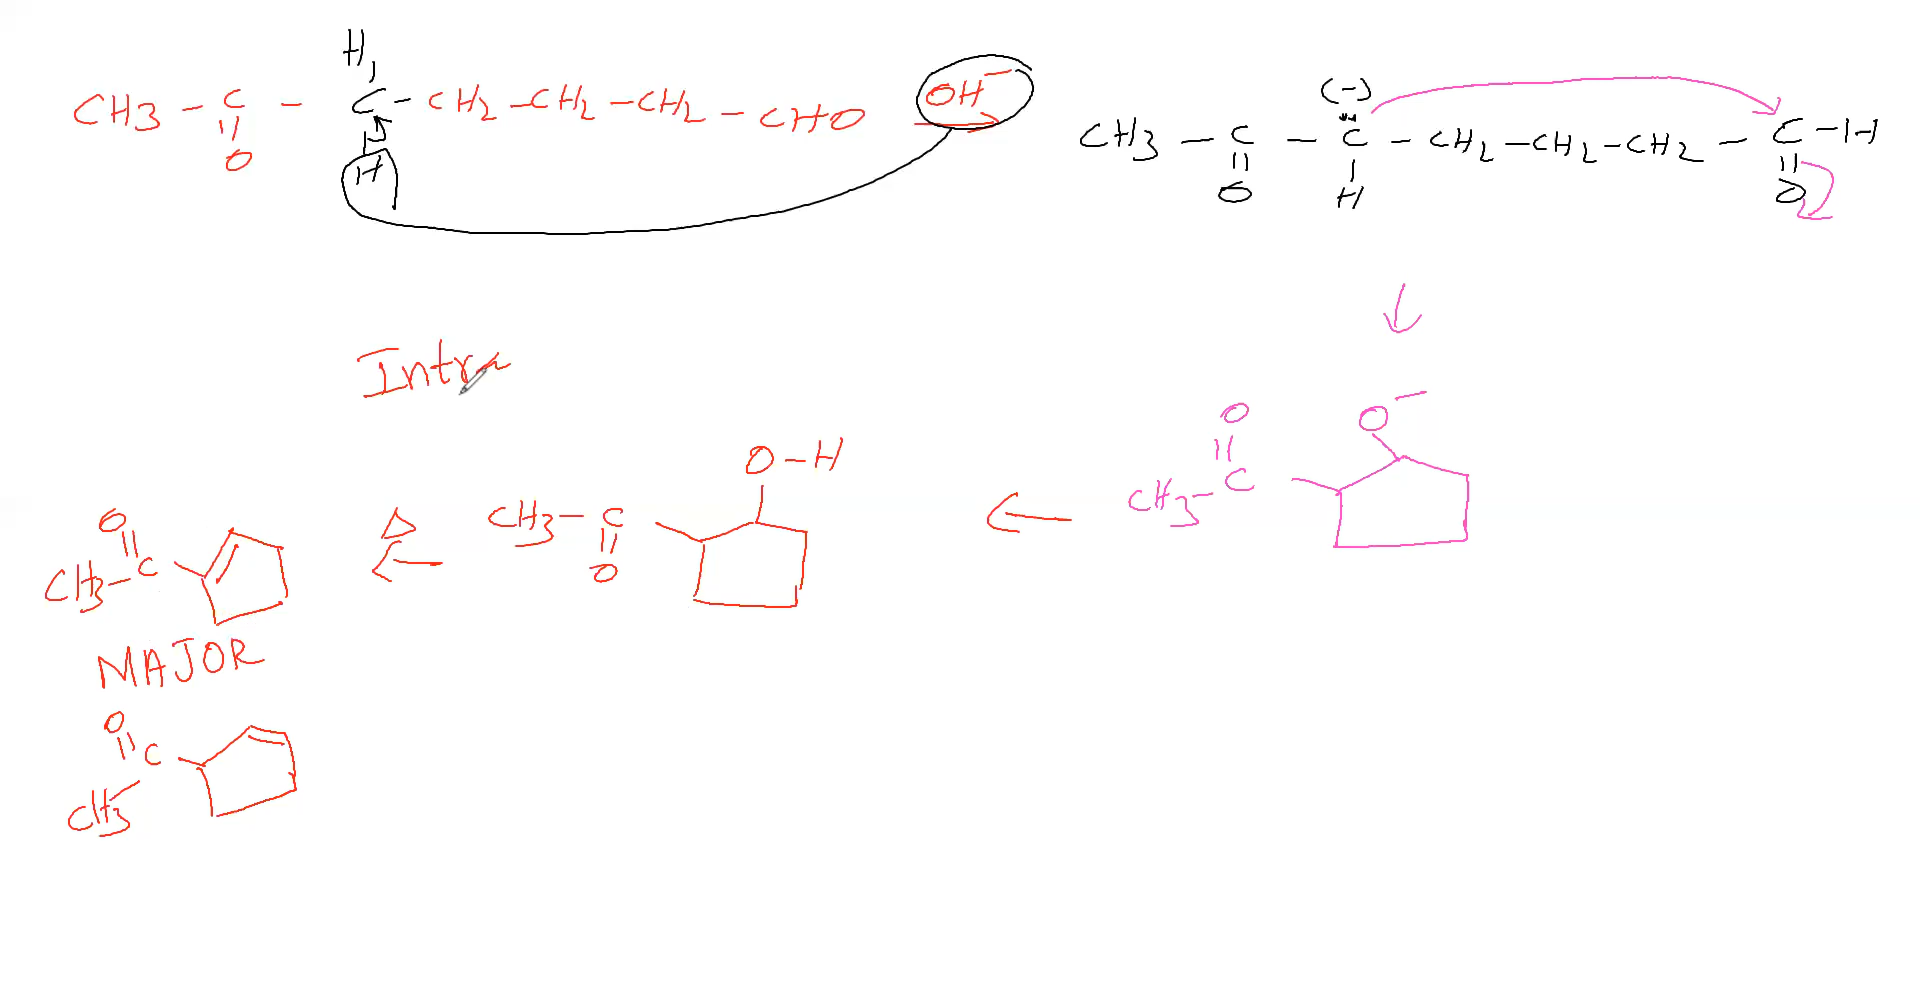 H
CH3 - C - C - CH2 - CH2 - CH2 - CHO OH-
O H
(-)
CH3 - C - C - CH2 - CH2 - CH2 - C - H
O H O
Intra
O O-
CH3 - C
O-H
CH3 - C
O
Δ
O
CH3 - C
MAJOR
O
C
CH3